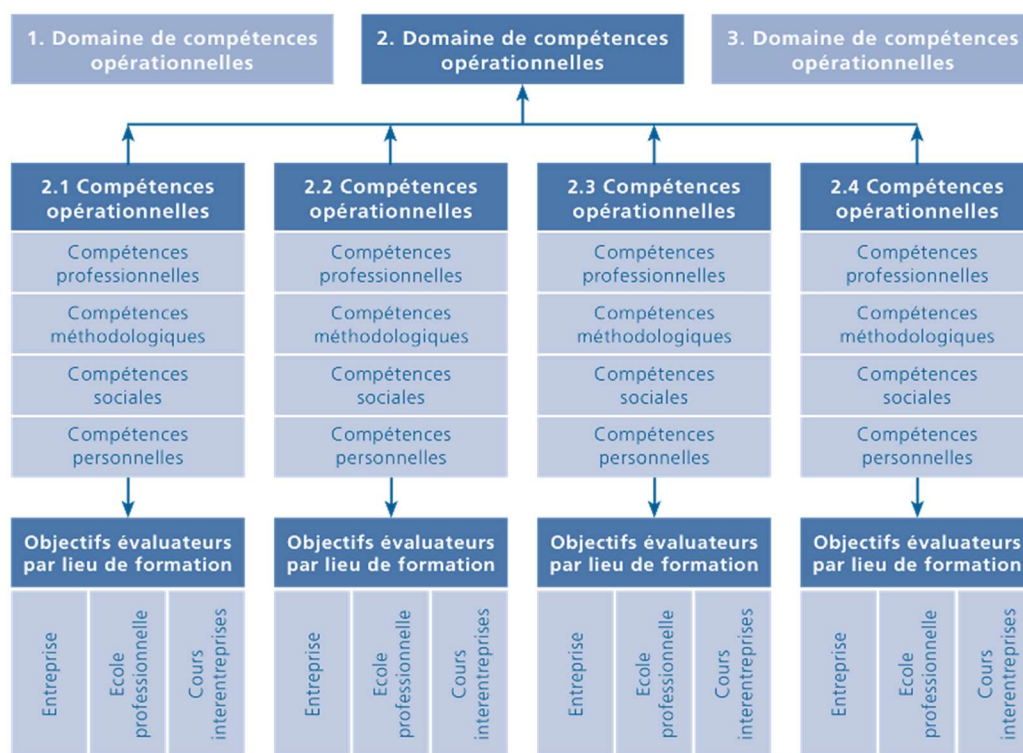 1. Domaine de compétences
opérationnelles
2. Domaine de compétences
opérationnelles
3. Domaine de compétences
opérationnelles
2.1 Compétences
opérationnelles
Compétences
professionnelles
Compétences
méthodologiques
Compétences
sociales
Compétences
personnelles
Objectifs évaluateurs
par lieu de formation
Entreprise
Ecole
professionnelle
Cours
interentreprises
2.2 Compétences
opérationnelles
Compétences
professionnelles
Compétences
méthodologiques
Compétences
sociales
Compétences
personnelles
Objectifs évaluateurs
par lieu de formation
Entreprise
Ecole
professionnelle
Cours
interentreprises
2.3 Compétences
opérationnelles
Compétences
professionnelles
Compétences
méthodologiques
Compétences
sociales
Compétences
personnelles
Objectifs évaluateurs
par lieu de formation
Entreprise
Ecole
professionnelle
Cours
interentreprises
2.4 Compétences
opérationnelles
Compétences
professionnelles
Compétences
méthodologiques
Compétences
sociales
Compétences
personnelles
Objectifs évaluateurs
par lieu de formation
Entreprise
Ecole
professionnelle
Cours
interentreprises